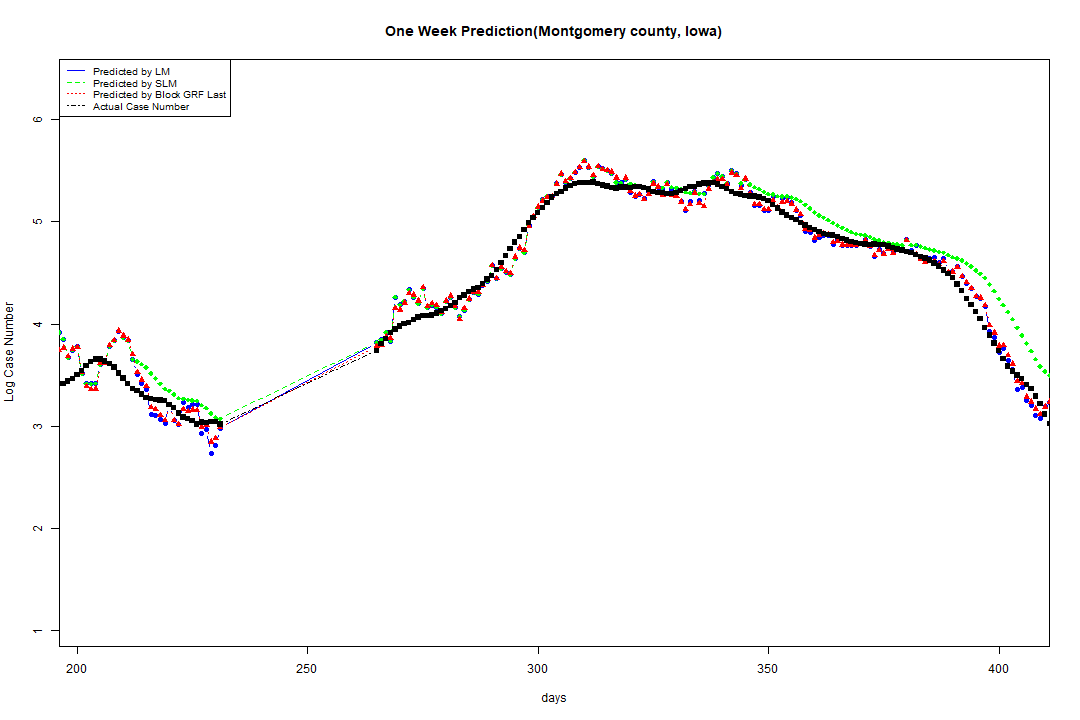 One Week Prediction(Montgomery county, Iowa)
Predicted by LM
Predicted by SLM
Predicted by Block GRF Last
Actual Case Number
6
5
4
3
2
1
Log Case Number
200 250 300 350 400
days